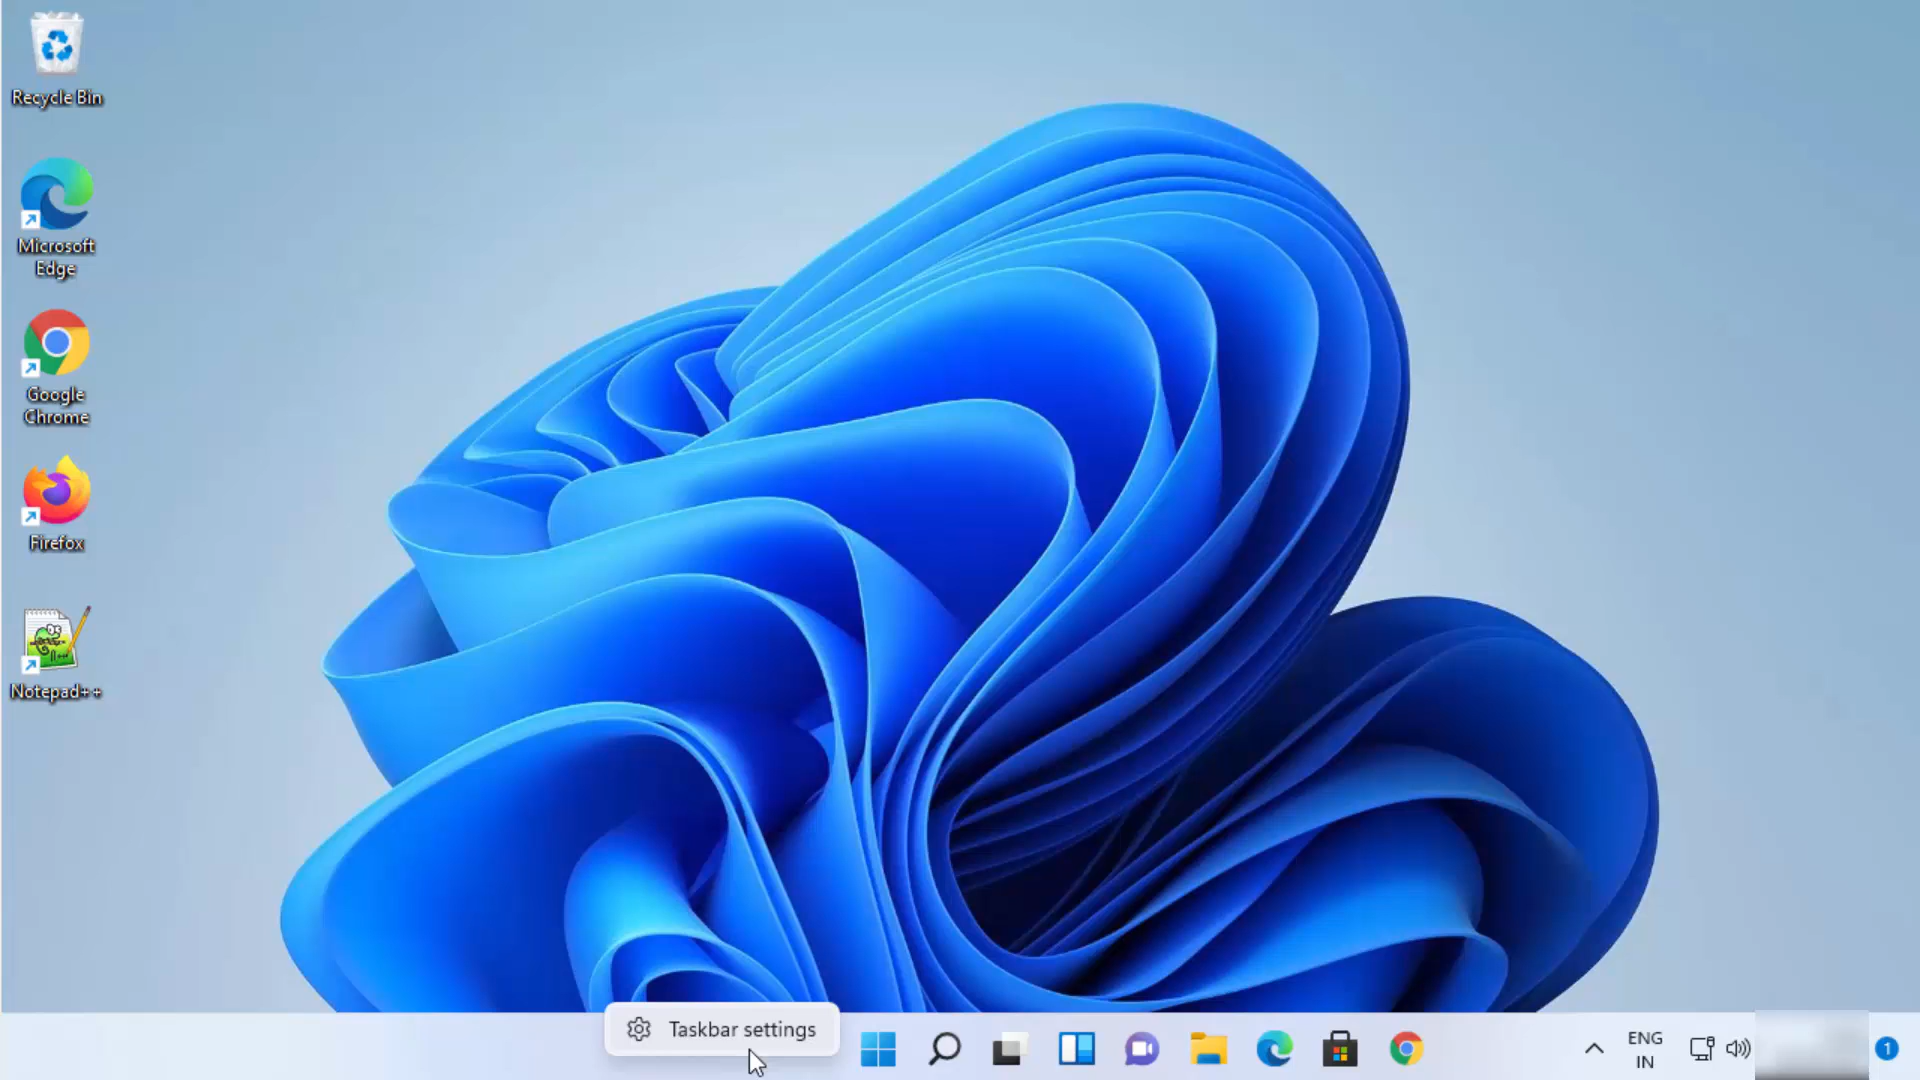 Recycle Bin
Microsoft
Edge
Google
Chrome
Firefox
Notepad++
Taskbar settings
ENG
IN
1